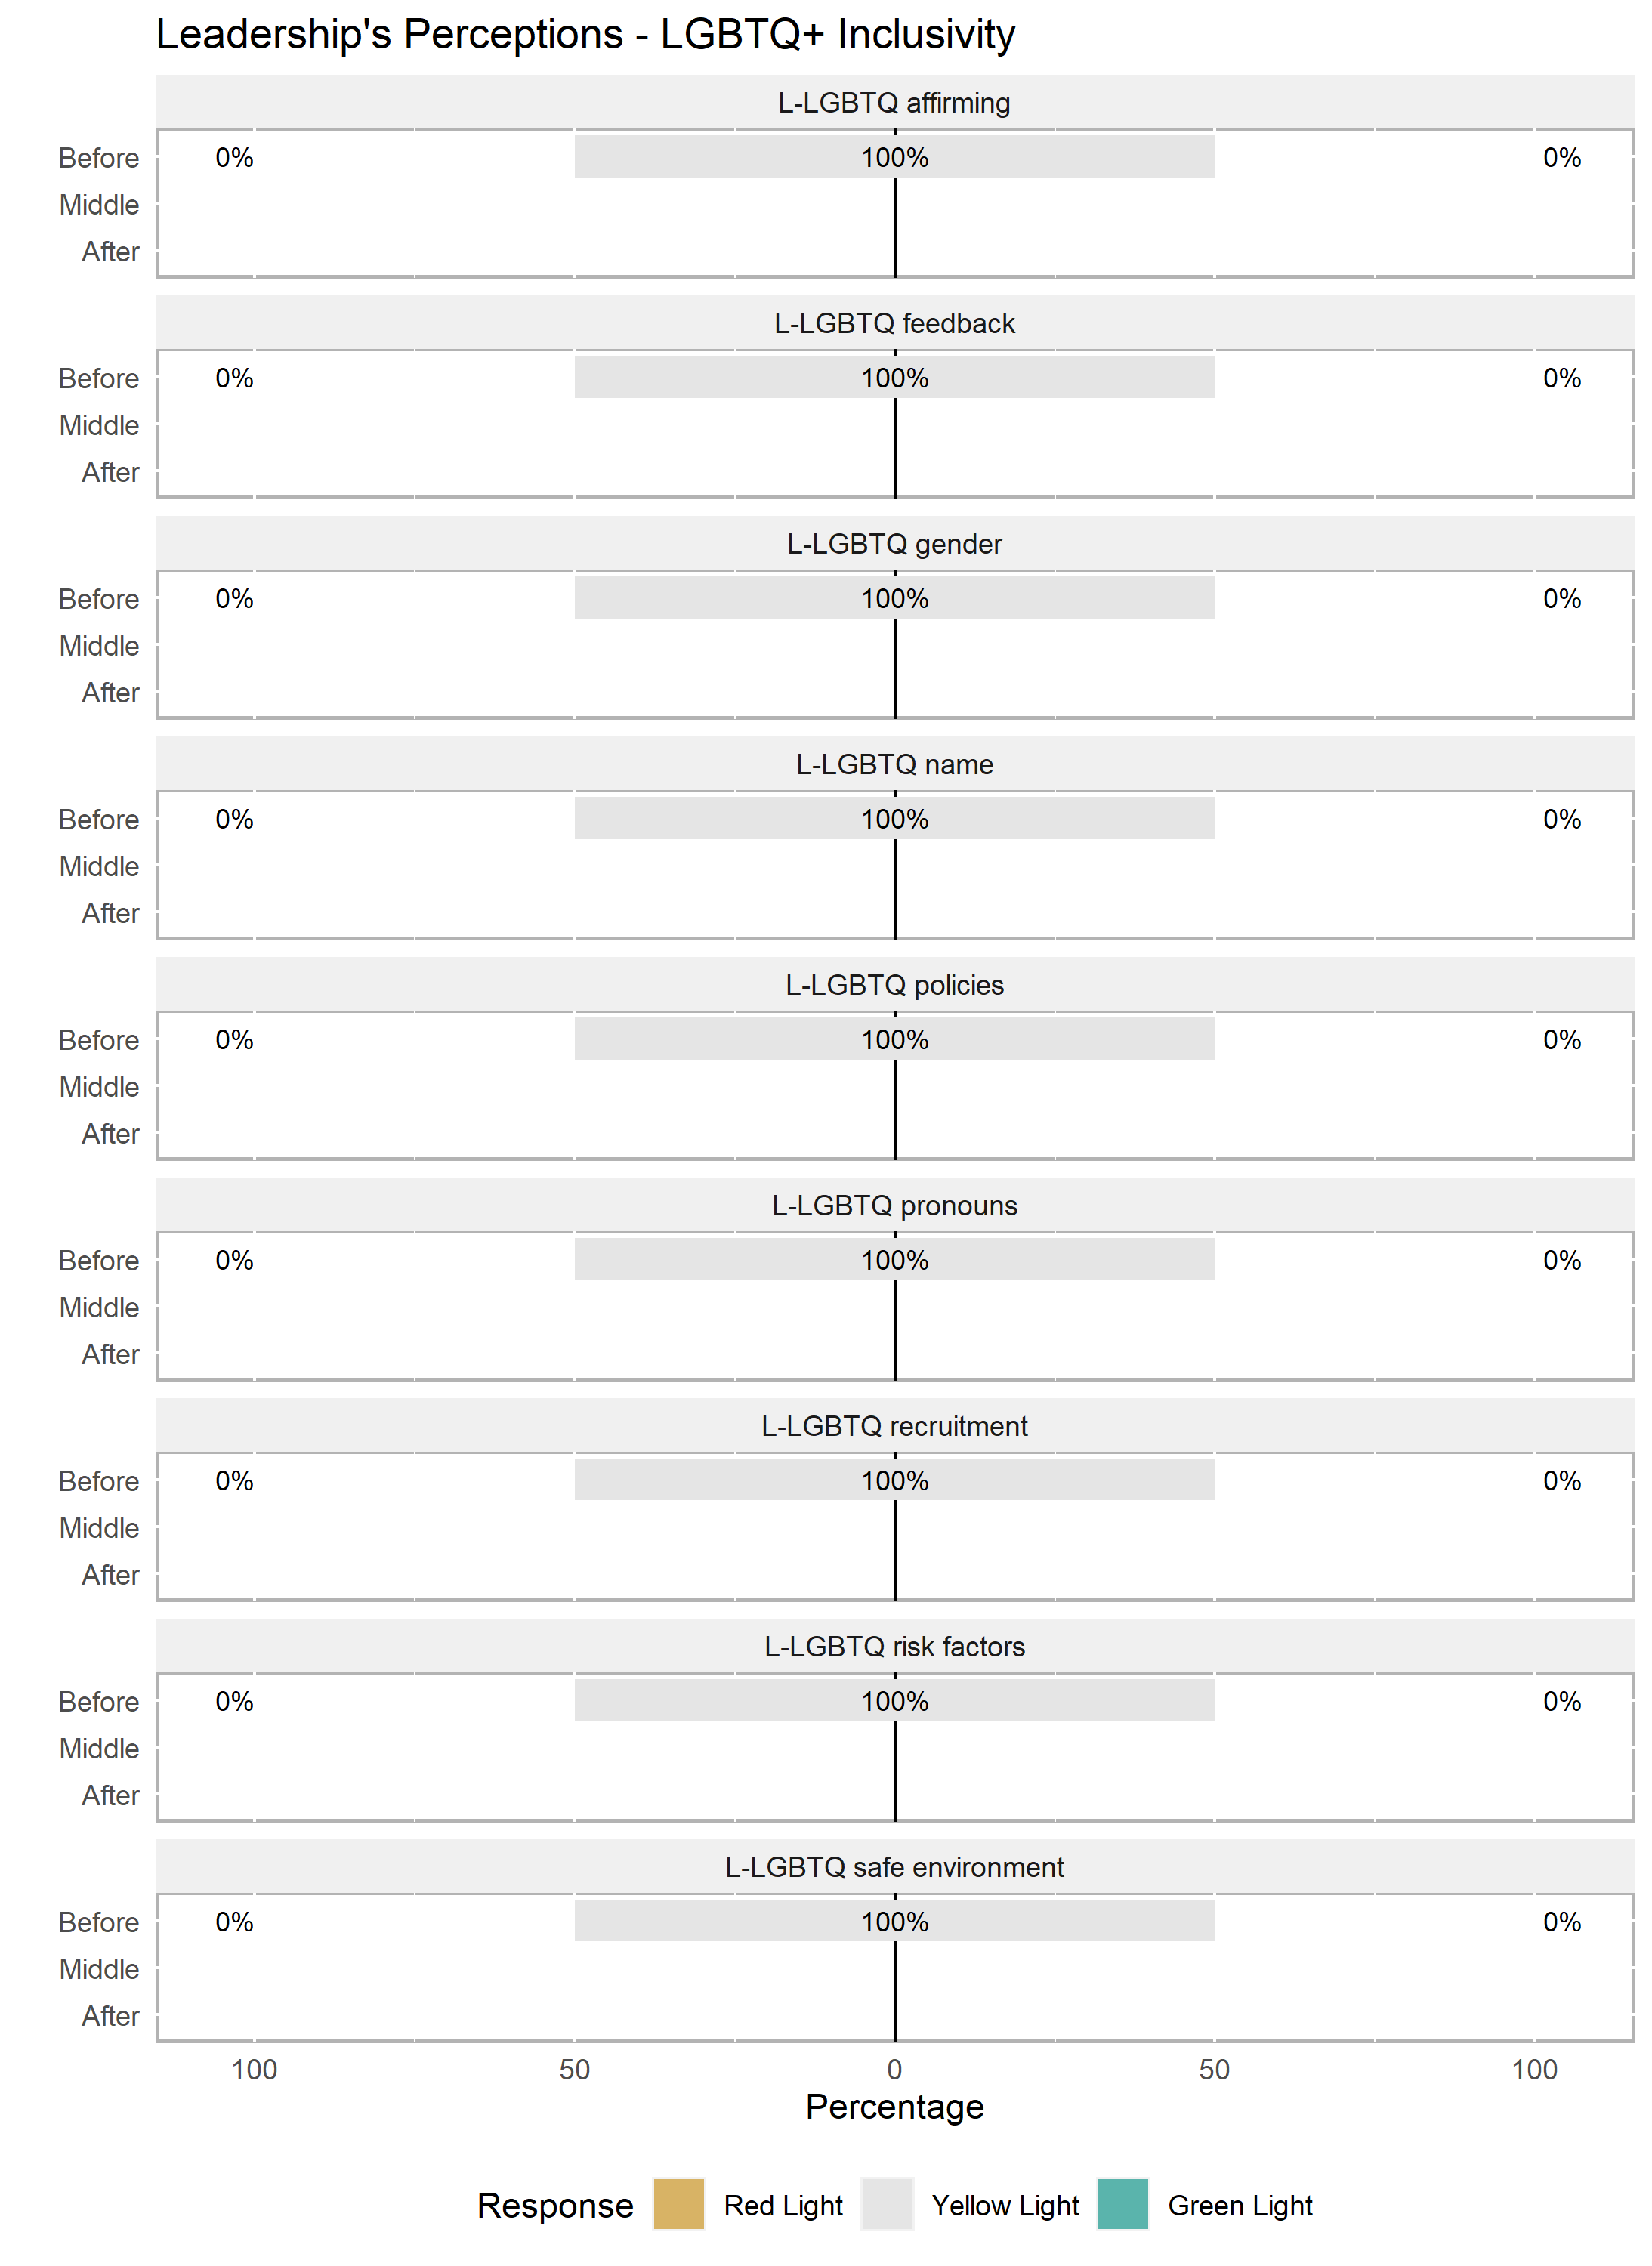 Leadership's Perceptions - LGBTQ+ Inclusivity
L-LGBTQ affirming
Before 0% 100% 0%
Middle
After
L-LGBTQ feedback
Before 0% 100% 0%
Middle
After
L-LGBTQ gender
Before 0% 100% 0%
Middle
After
L-LGBTQ name
Before 0% 100% 0%
Middle
After
L-LGBTQ policies
Before 0% 100% 0%
Middle
After
L-LGBTQ pronouns
Before 0% 100% 0%
Middle
After
L-LGBTQ recruitment
Before 0% 100% 0%
Middle
After
L-LGBTQ risk factors
Before 0% 100% 0%
Middle
After
L-LGBTQ safe environment
Before 0% 100% 0%
Middle
After
100 50 0 50 100
Percentage
Response Red Light Yellow Light Green Light